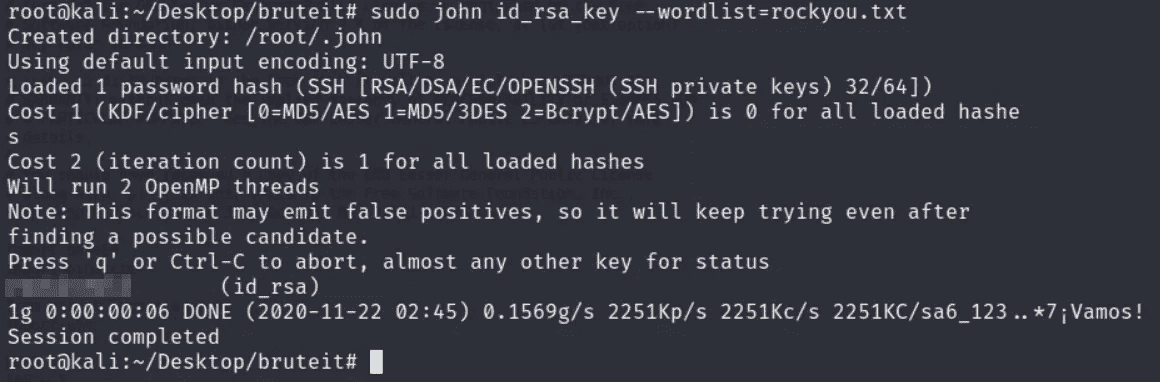 root@kali:~/Desktop/bruteit# sudo john id_rsa_key --wordlist=rockyou.txt
Created directory: /root/.john
Using default input encoding: UTF-8
Loaded 1 password hash (SSH [RSA/DSA/EC/OPENSSH (SSH private keys) 32/64])
Cost 1 (KDF/cipher [0=MD5/AES 1=MD5/3DES 2=Bcrypt/AES]) is 0 for all loaded hashe
s
Cost 2 (iteration count) is 1 for all loaded hashes
Will run 2 OpenMP threads
Note: This format may emit false positives, so it will keep trying even after
finding a possible candidate.
Press 'q' or Ctrl-C to abort, almost any other key for status
(id_rsa)
1g 0:00:00:06 DONE (2020-11-22 02:45) 0.1569g/s 2251Kp/s 2251Kc/s 2251KC/sa6_123..*7¡Vamos!
Session completed
root@kali:~/Desktop/bruteit#